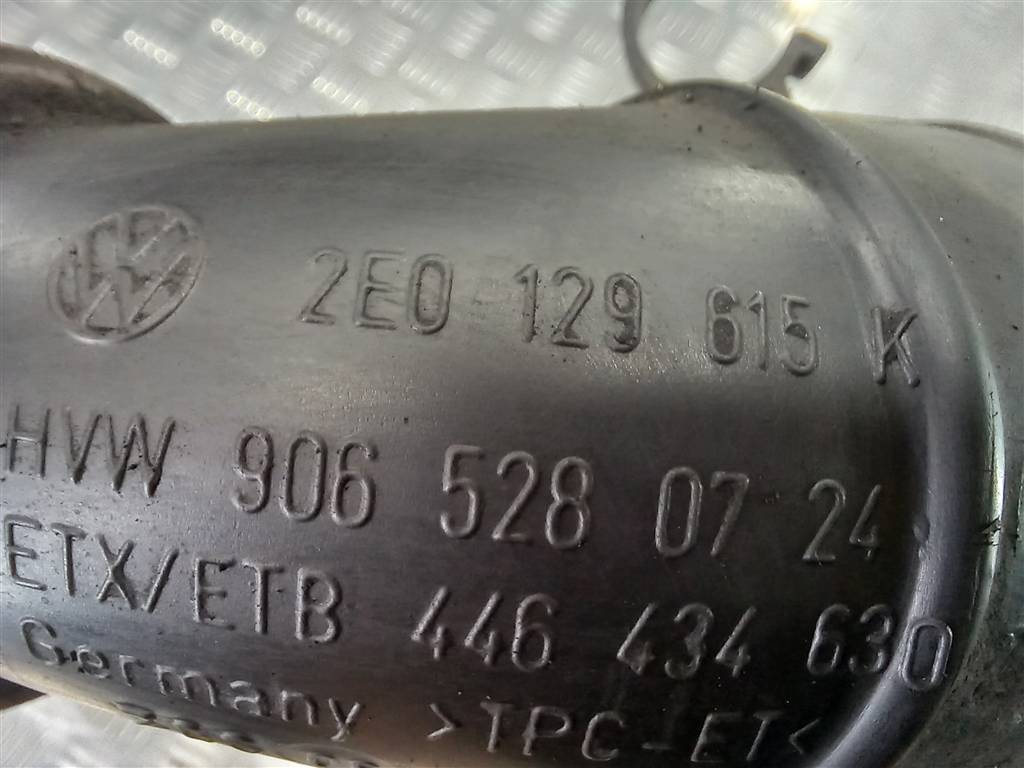 2E0 129 615 K
HVW 906 528 07 24
ETX/ETB 446 434 630
Germany >TPC-ET<